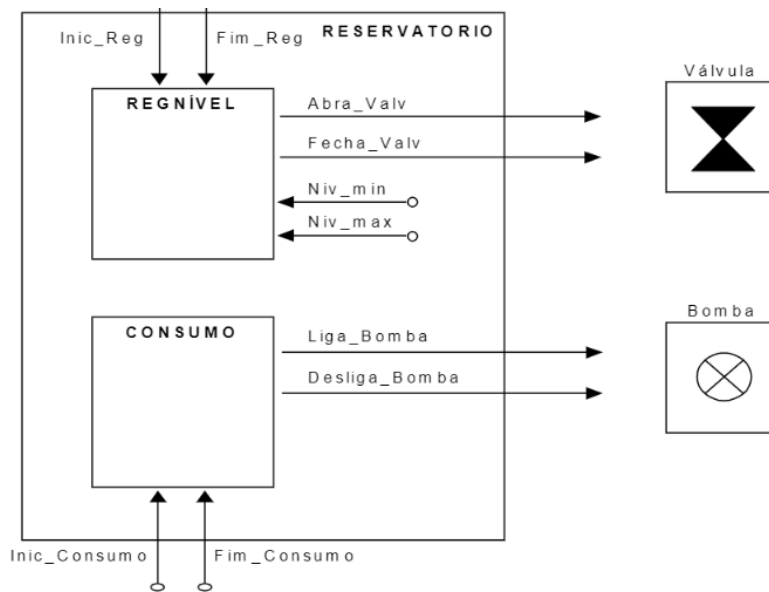 RESERVATORIO
Inic_Reg
Fim_Reg
REGNÍVEL
Abra_Valv
Fecha_Valv
Niv_min
Niv_max
Válvula
CONSUMO
Liga_Bomba
Desliga_Bomba
Bomba
Inic_Consumo
Fim_Consumo